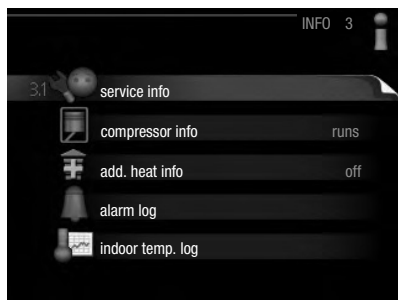 INFO 3
3.1 service info
compressor info runs
add. heat info off
alarm log
indoor temp. log